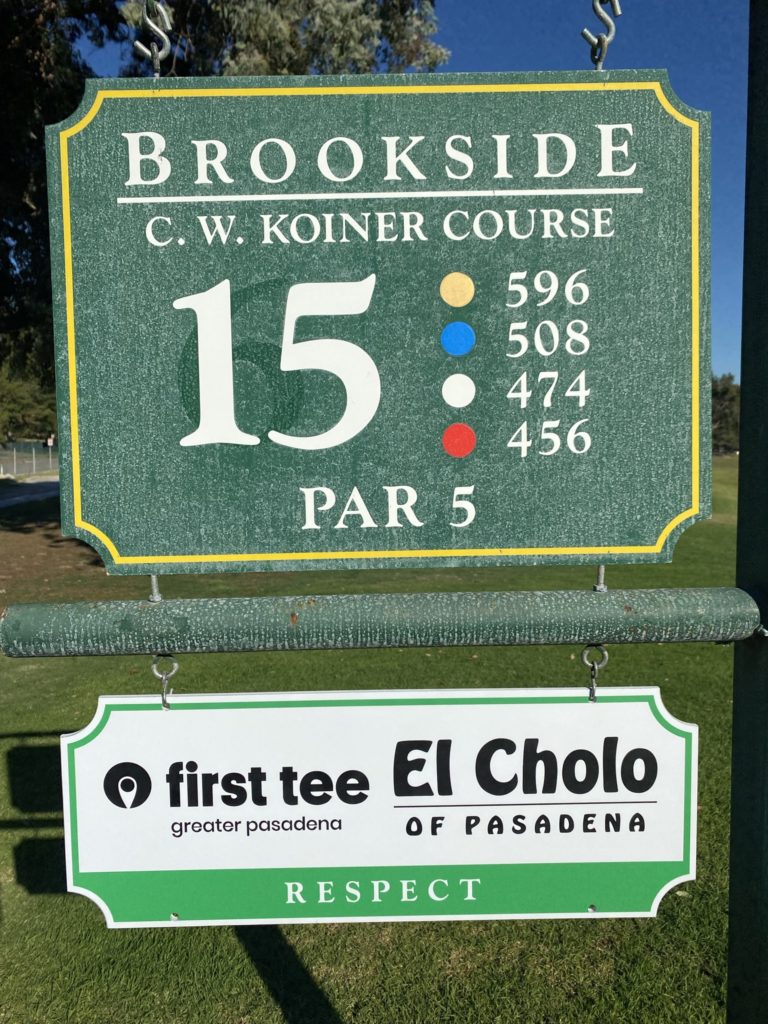 BROOKSIDE
C. W. KOINER COURSE
15
596
508
474
456
PAR 5
first tee
greater pasadena
El Cholo
OF PASADENA
RESPECT